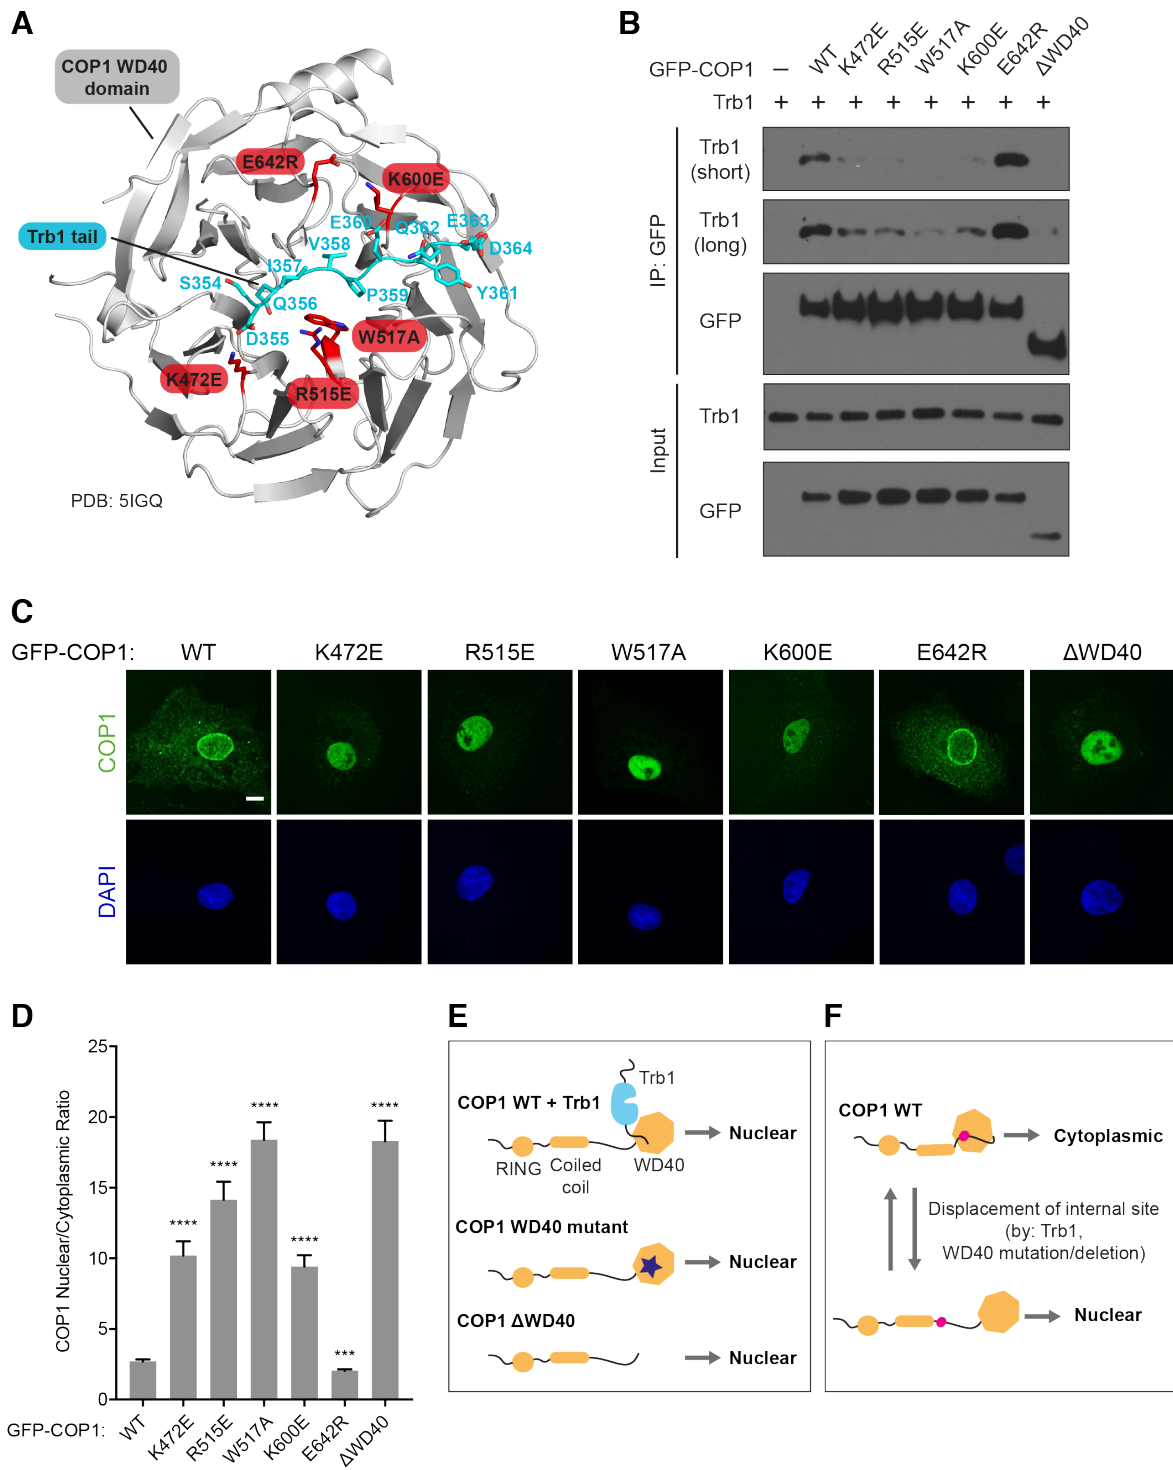 A
COP1 WD40
domain
E642R
K600E
Trb1 tail
E360
Q362
E363
D364
V358
I357
S354
Q356
P359
Y361
D355
W517A
K472E
R515E
PDB: 5IGQ
B
GFP-COP1 – WT K472E R515E W517A K600E E642R ΔWD40
Trb1 + + + + + + + +
IP: GFP
Trb1
(short)
Trb1
(long)
GFP
Input
Trb1
GFP
C
GFP-COP1: WT K472E R515E W517A K600E E642R ΔWD40
COP1
DAPI
D
COP1 Nuclear/Cytoplasmic Ratio
25
20
15
10
5
0
**** **** **** **** *** ****
GFP-COP1: WT K472E R515E W517A K600E E642R ΔWD40
E
Trb1
COP1 WT + Trb1
Nuclear
RING Coiled
coil
WD40
COP1 WD40 mutant
Nuclear
COP1 ΔWD40
Nuclear
F
COP1 WT
Cytoplasmic
Displacement of internal site
(by: Trb1,
WD40 mutation/deletion)
Nuclear